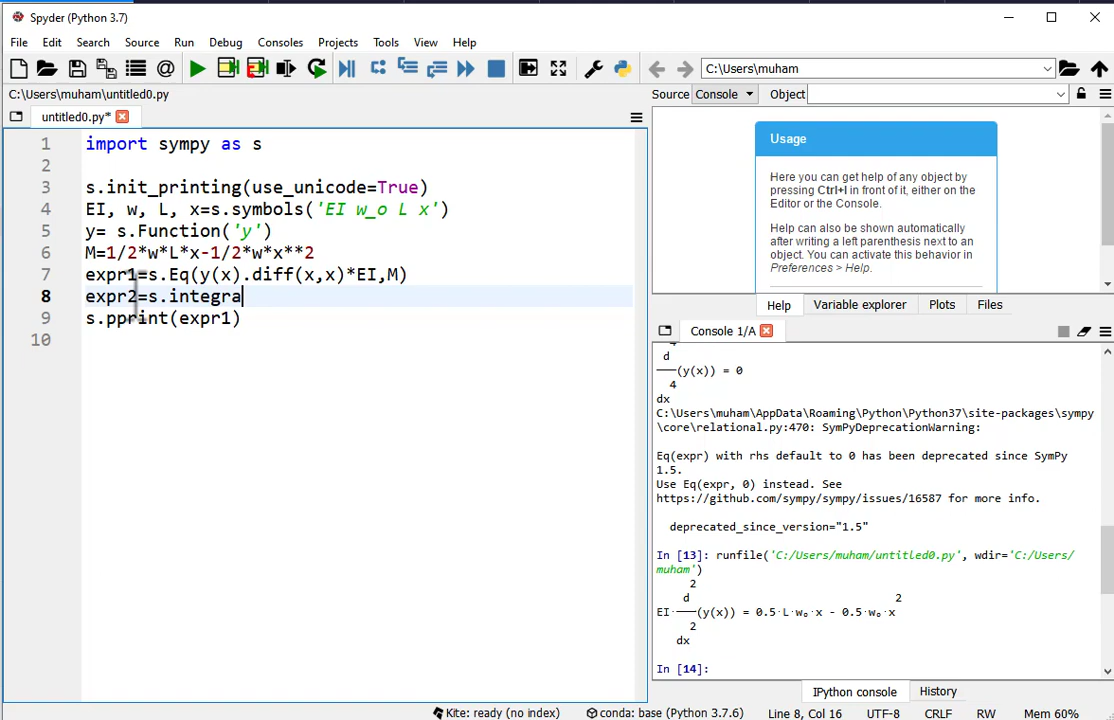 Spyder (Python 3.7)
File Edit Search Source Run Debug Consoles Projects Tools View Help
C:\Users\muham
C:\Users\muham\untitled0.py
Source Console Object
untitled0.py*
1 import sympy as s
2
3 s.init_printing(use_unicode=True)
4 EI, w, L, x=s.symbols('EI w_o L x')
5 y= s.Function('y')
6 M=1/2*w*L*x-1/2*w*x**2
7 expr1=s.Eq(y(x).diff(x,x)*EI,M)
8 expr2=s.integra
9 s.pprint(expr1)
10
Usage
Here you can get help of any object by
pressing Ctrl+I in front of it, either on the
Editor or the Console.
Help can also be shown automatically
after writing a left parenthesis next to an
object. You can activate this behavior in
Preferences > Help.
Help Variable explorer Plots Files
Console 1/A
4
d
───(y(x)) = 0
4
dx
C:\Users\muham\AppData\Roaming\Python\Python37\site-packages\sympy
\core\relational.py:470: SymPyDeprecationWarning:
Eq(expr) with rhs default to 0 has been deprecated since SymPy
1.5.
Use Eq(expr, 0) instead. See
https://github.com/sympy/sympy/issues/16587 for more info.
deprecated_since_version="1.5"
In [13]: runfile('C:/Users/muham/untitled0.py', wdir='C:/Users/
muham')
2
d 2
EI⋅───(y(x)) = 0.5⋅L⋅wₒ⋅x - 0.5⋅wₒ⋅x
2
dx
In [14]:
IPython console History
Kite: ready (no index) conda: base (Python 3.7.6) Line 8, Col 16 UTF-8 CRLF RW Mem 60%